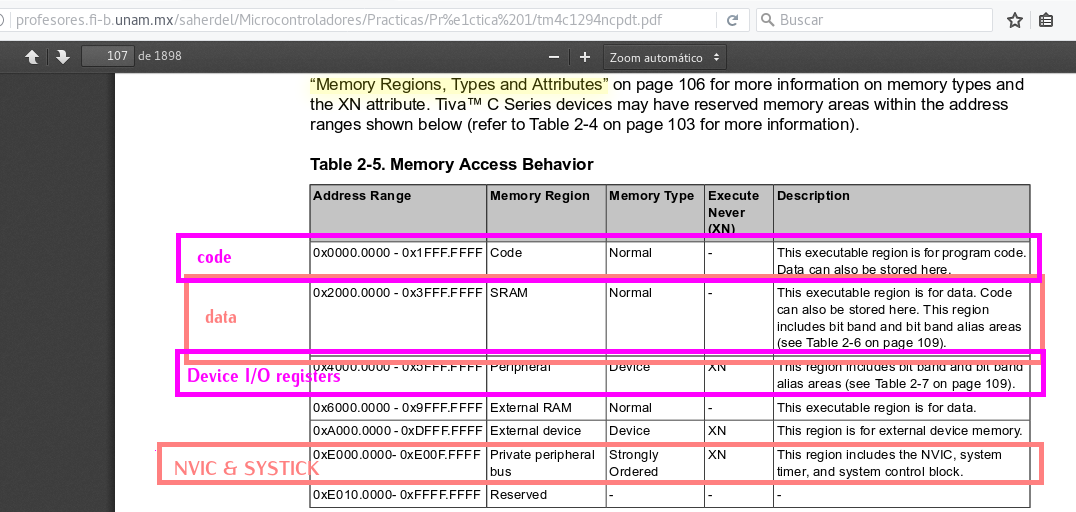 profesores.fi-b.unam.mx/saherdel/Microcontroladores/Practicas/Pr%e1ctica%201/tm4c1294ncpdt.pdf
Buscar
107 de 1898
Zoom automático
“Memory Regions, Types and Attributes” on page 106 for more information on memory types and
the XN attribute. Tiva™ C Series devices may have reserved memory areas within the address
ranges shown below (refer to Table 2-4 on page 103 for more information).
Table 2-5. Memory Access Behavior
Address Range Memory Region Memory Type Execute Never (XN) Description
code
0x0000.0000 - 0x1FFF.FFFF Code Normal - This executable region is for program code.
Data can also be stored here.
data
0x2000.0000 - 0x3FFF.FFFF SRAM Normal - This executable region is for data. Code
can also be stored here. This region
includes bit band and bit band alias areas
(see Table 2-6 on page 109).
Device I/O registers
0x4000.0000 - 0x5FFF.FFFF Peripheral Device XN This region includes bit band and bit band
alias areas (see Table 2-7 on page 109).
0x6000.0000 - 0x9FFF.FFFF External RAM Normal - This executable region is for data.
0xA000.0000 - 0xDFFF.FFFF External device Device XN This region is for external device memory.
NVIC & SYSTICK
0xE000.0000- 0xE00F.FFFF Private peripheral bus Strongly Ordered XN This region includes the NVIC, system
timer, and system control block.
0xE010.0000- 0xFFFF.FFFF Reserved - - -